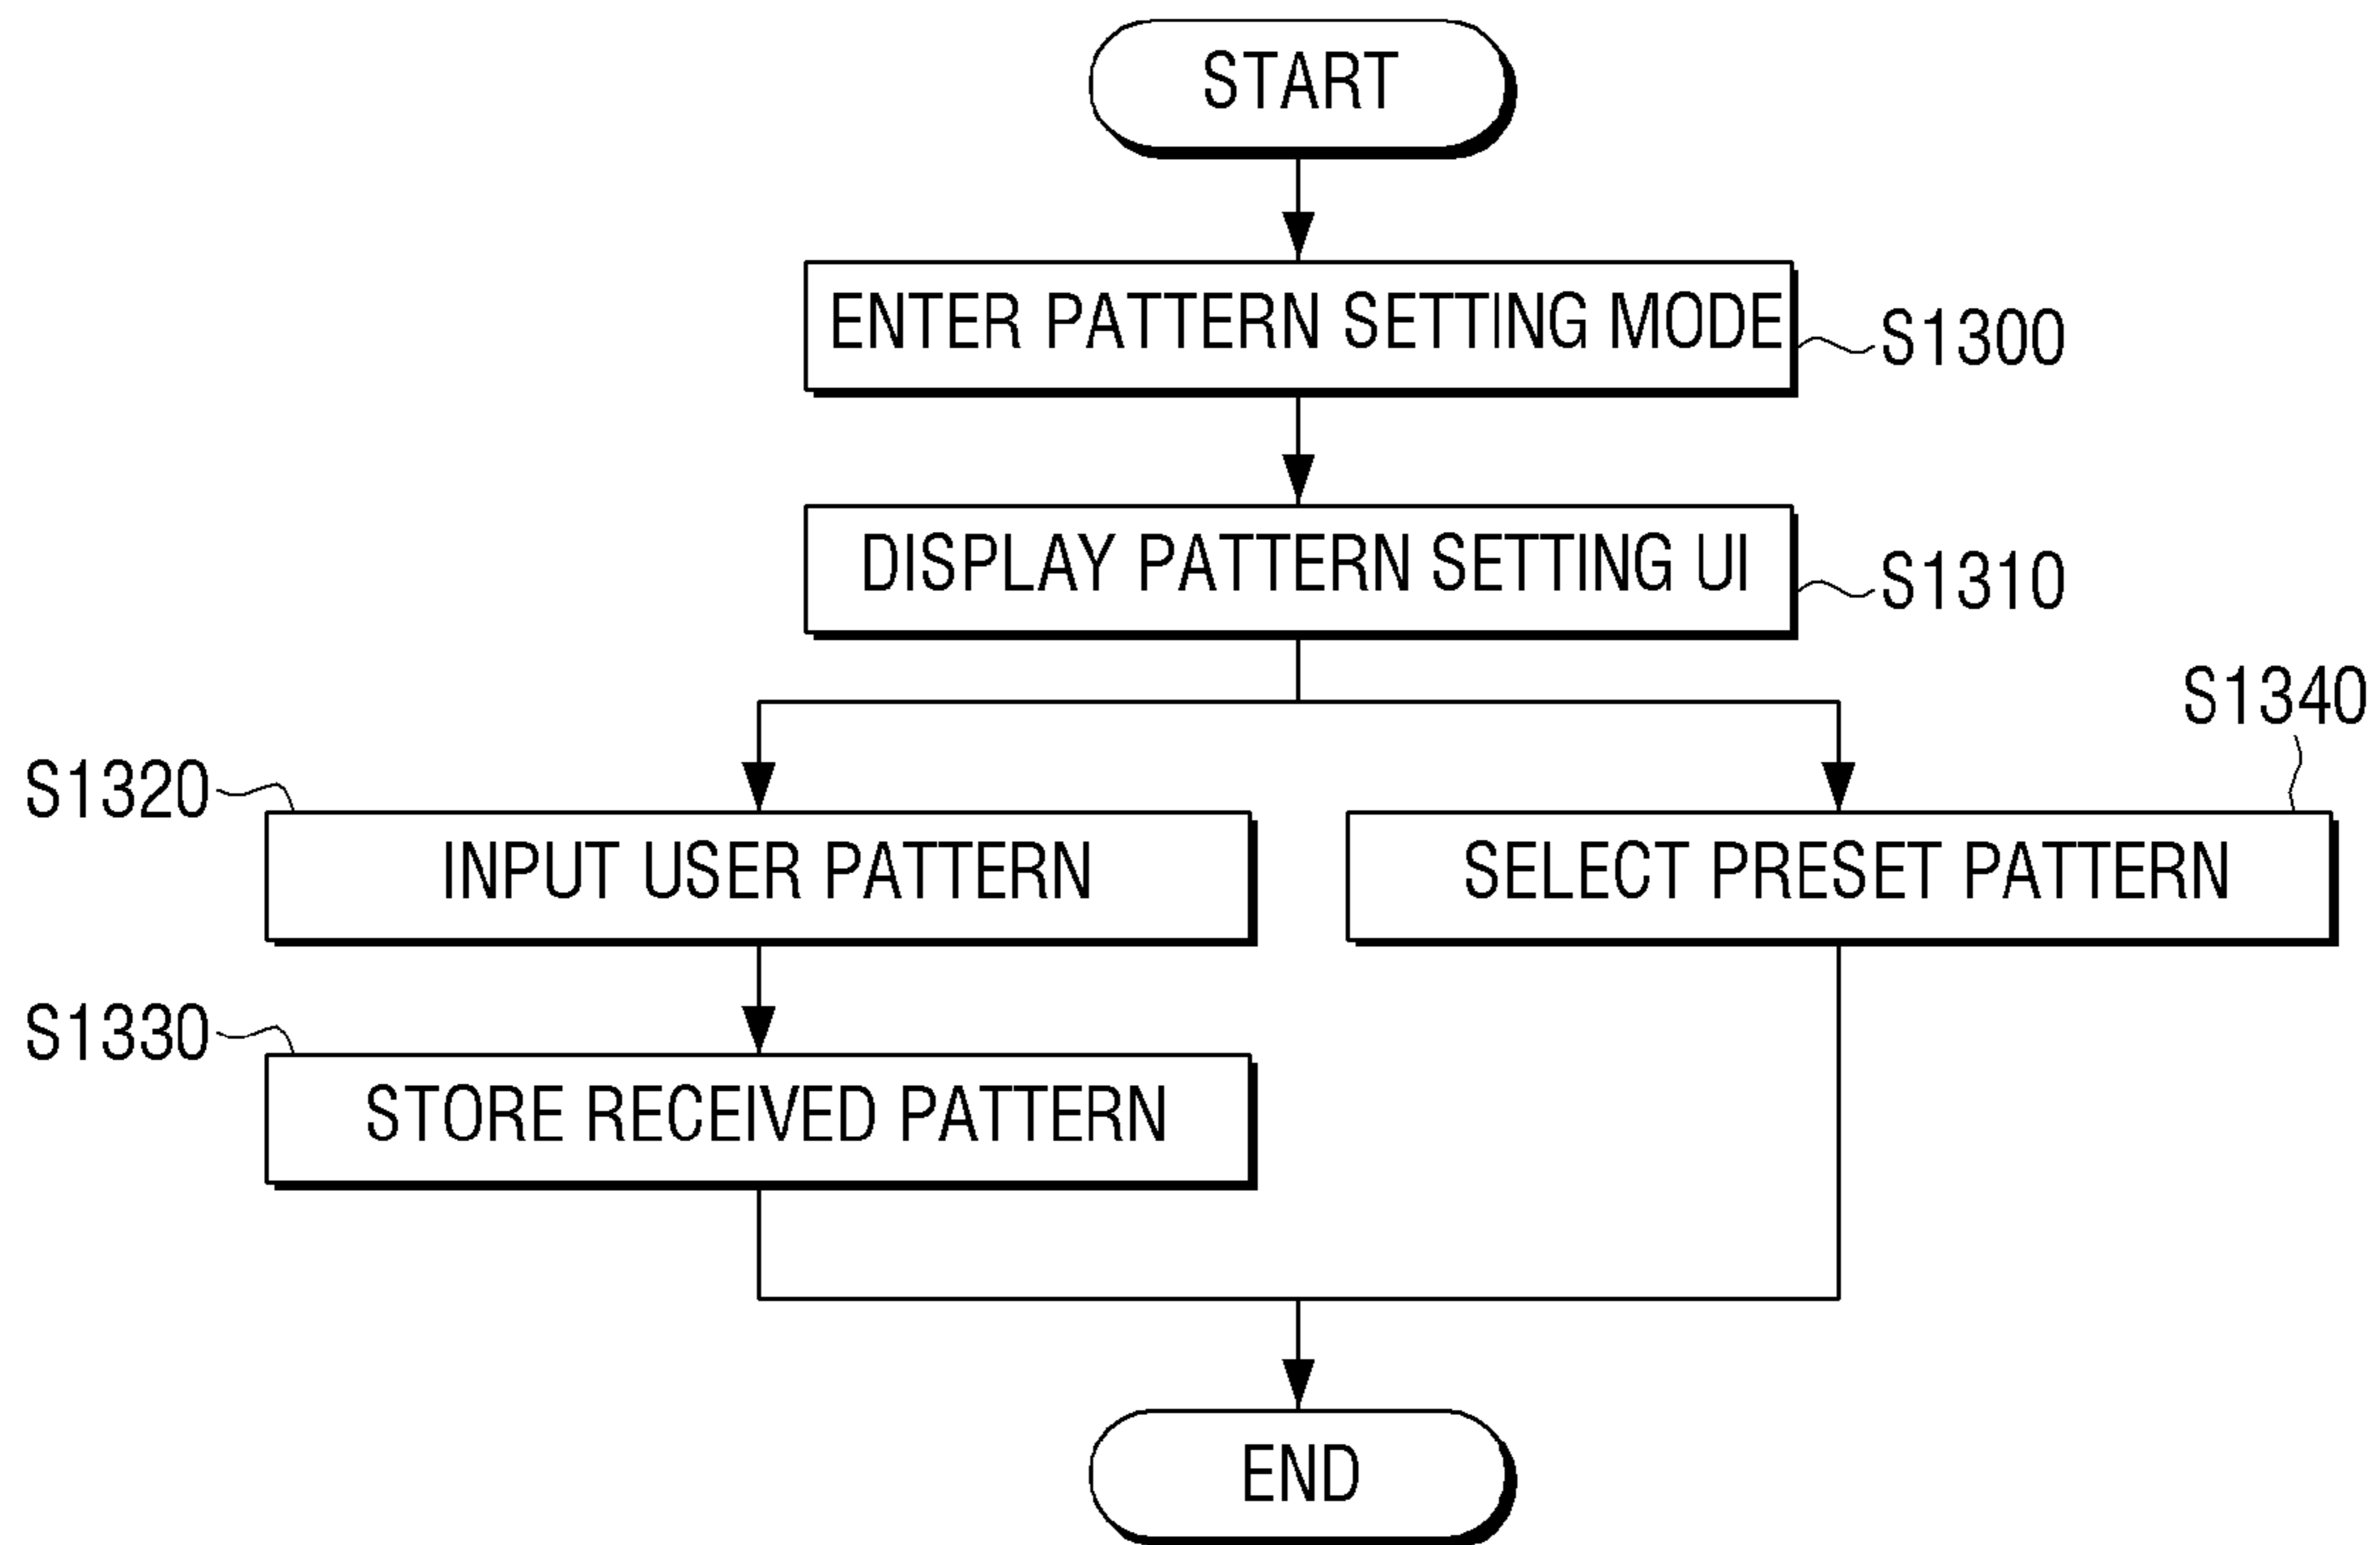 START
ENTER PATTERN SETTING MODE
S1300
DISPLAY PATTERN SETTING UI
S1310
S1340
S1320
INPUT USER PATTERN
SELECT PRESET PATTERN
S1330
STORE RECEIVED PATTERN
END